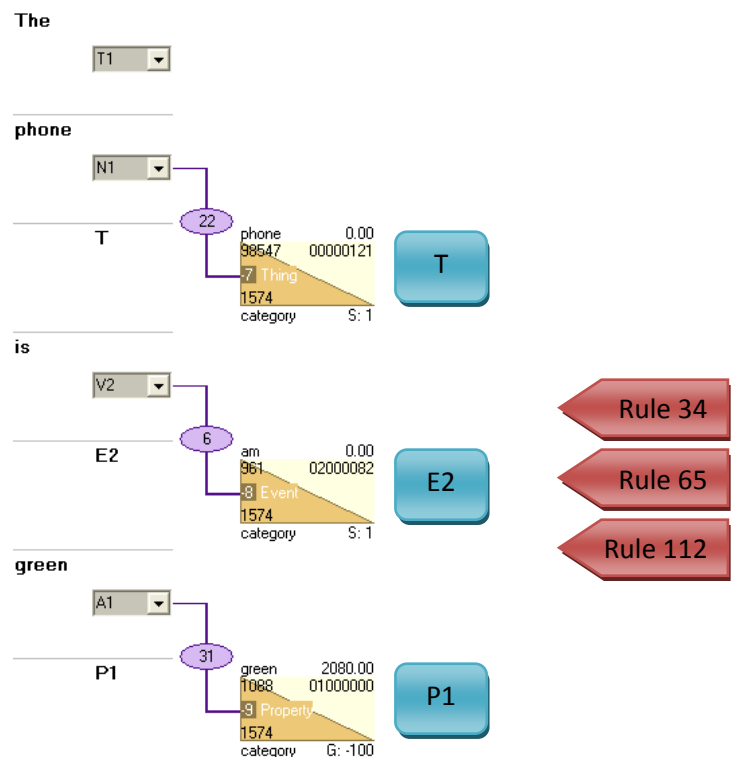 The
T1
phone
N1
22
T
phone 0.00
98547 00000121
-7 Thing
1574
category S: 1
T
is
V2
6
E2
am 0.00
961 02000082
-8 Event
1574
category S: 1
E2
Rule 34
Rule 65
Rule 112
green
A1
31
P1
green 2080.00
1088 01000000
-9 Property
1574
category G: -100
P1